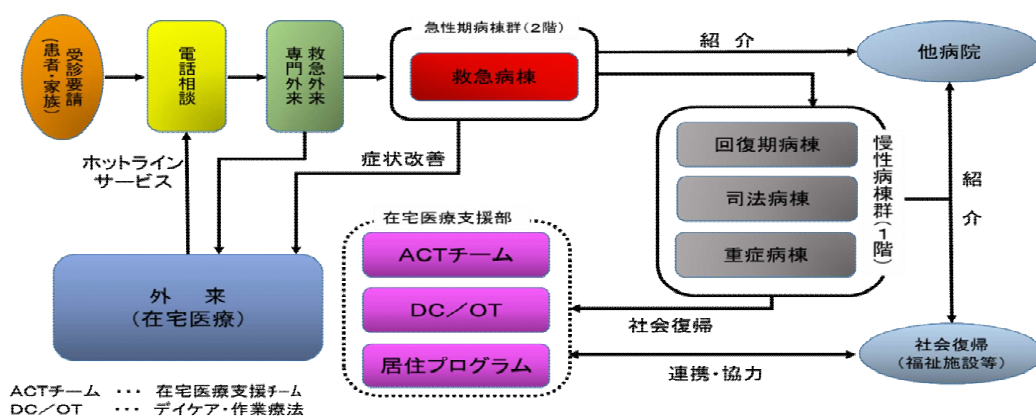 受診要請
(患者・家族)
電話相談
救急外来
専門外来
急性期病棟群(2階)
救急病棟
紹 介
他病院
ホットライン
サービス
症状改善
回復期病棟
司法病棟
重症病棟
慢性病棟群(1階)
紹 介
在宅医療支援部
ACTチーム
DC/OT
居住プログラム
外 来
(在宅医療)
社会復帰
連携・協力
社会復帰
(福祉施設等)
ACTチーム ・・・ 在宅医療支援チーム
DC/OT ・・・ デイケア・作業療法